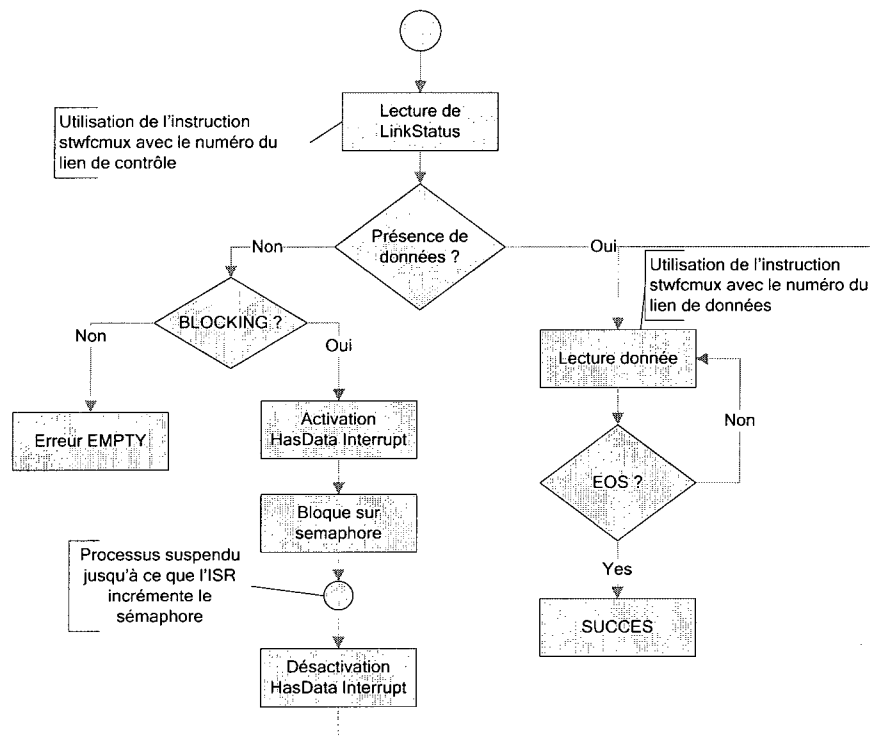 Lecture de
LinkStatus
Utilisation de l'instruction
stwfcmux avec le numéro du
lien de contrôle
Présence de
données ?
Non
Oui
Utilisation de l'instruction
stwfcmux avec le numéro du
lien de données
BLOCKING ?
Non
Oui
Lecture donnée
Non
Erreur EMPTY
Activation
HasData Interrupt
EOS ?
Bloque sur
semaphore
Processus suspendu
jusqu'à ce que l'ISR
incrémente le
sémaphore
Yes
SUCCES
Désactivation
HasData Interrupt